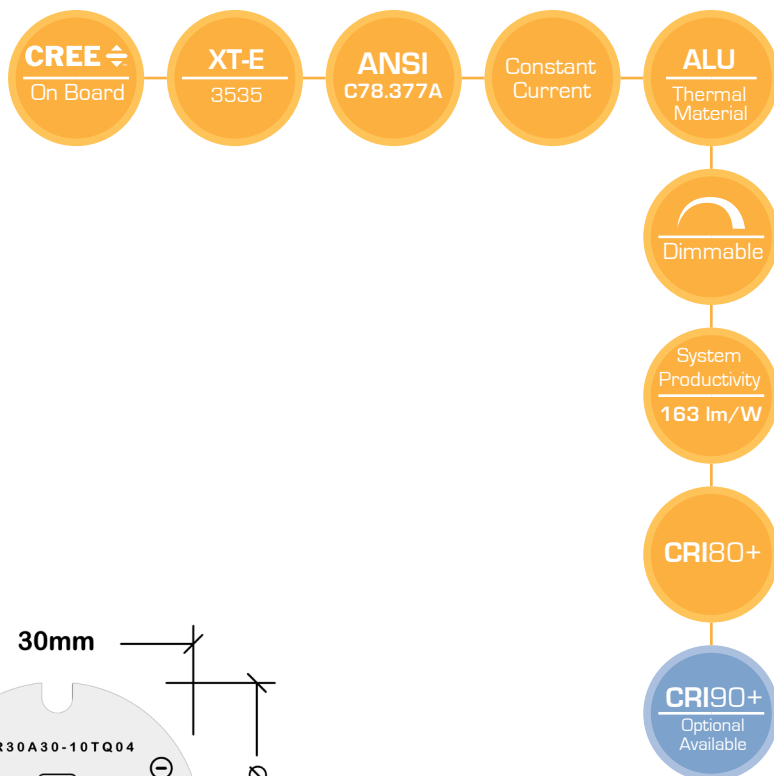 CREE
On Board
XT-E
3535
ANSI
C78.377A
Constant
Current
ALU
Thermal
Material
Dimmable
System
Productivity
163 lm/W
CRI80+
CRI90+
Optional
Available
30mm
R30A30-10TQ04